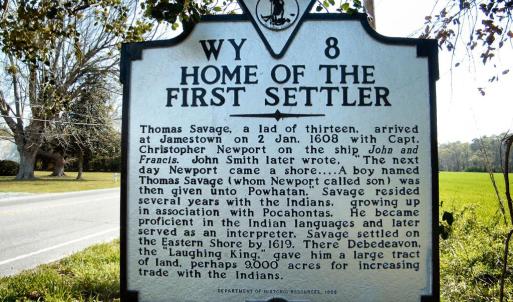 WY 8
HOME OF THE
FIRST SETTLER
Thomas Savage, a lad of thirteen, arrived
at Jamestown on 2 Jan. 1608 with Capt.
Christopher Newport on the ship, John and
Francis. John Smith later wrote, "The next
day Newport came a shore....A boy named
Thomas Savage (whom Newport called son) was
then given unto Powhatan." Savage resided
several years with the Indians, growing up
in association with Pocahontas. He became
proficient in the Indian languages and later
served as an interpreter. Savage settled on
the Eastern Shore by 1619. There Debedeavon,
the "Laughing King," gave him a large tract
of land, perhaps 9,000 acres for increasing
trade with the Indians.
DEPARTMENT OF HISTORIC RESOURCES,